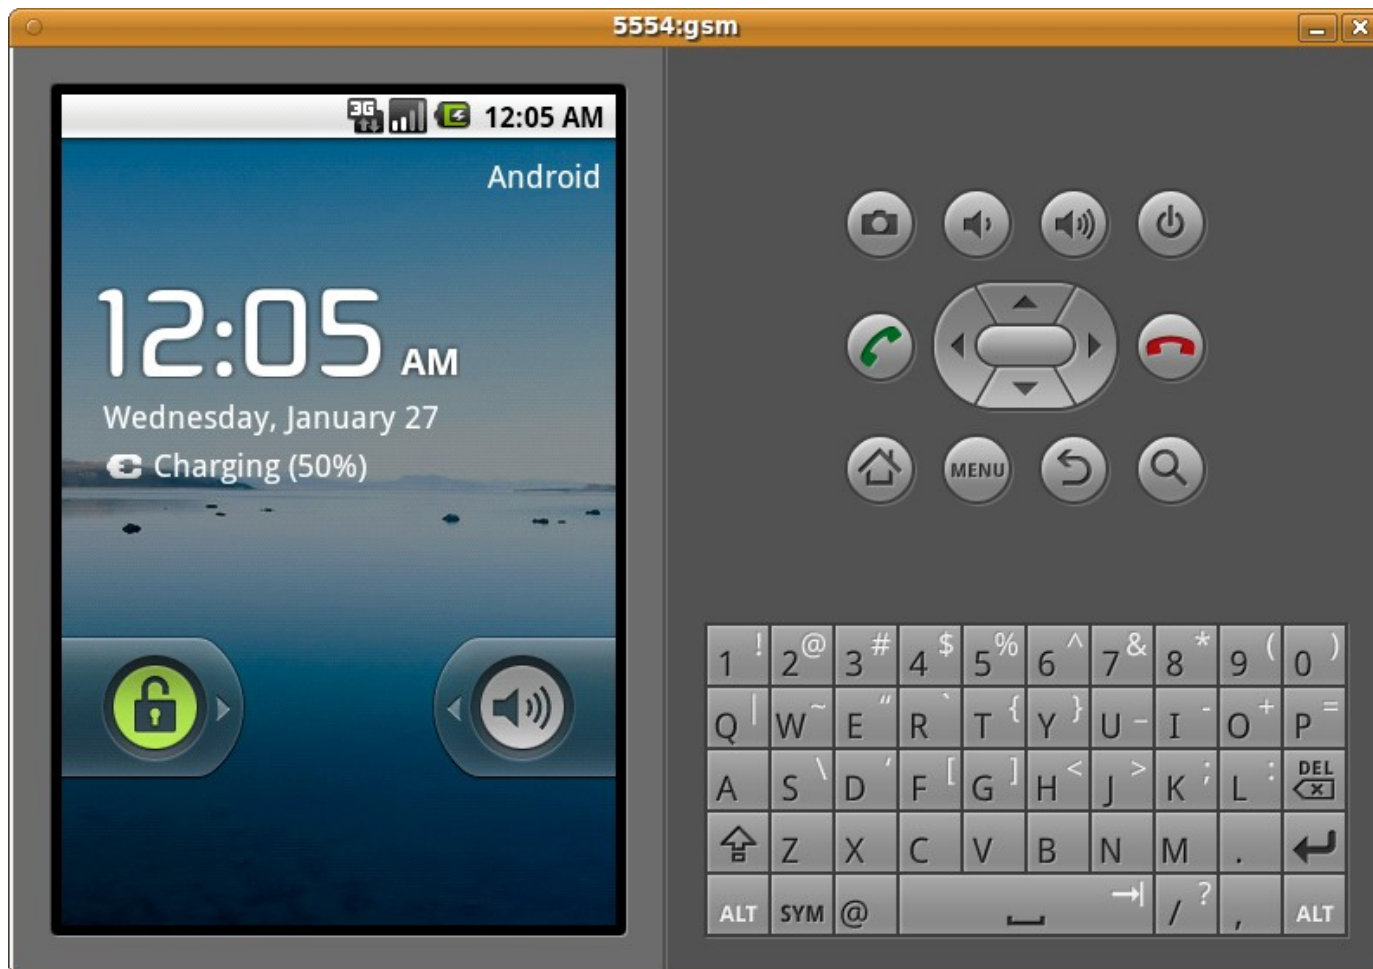 5554:gsm
3G 12:05 AM
Android
12:05 AM
Wednesday, January 27
Charging (50%)
MENU
1 ! 2 @ 3 # 4 $ 5 % 6 ^ 7 & 8 * 9 ( 0 )
Q | W ~ E “ R ` T { Y } U _ I - O + P =
A S \ D ‘ F [ G ] H < J > K ; L : DEL
Z X C V B N M .
ALT SYM @ / ? , ALT